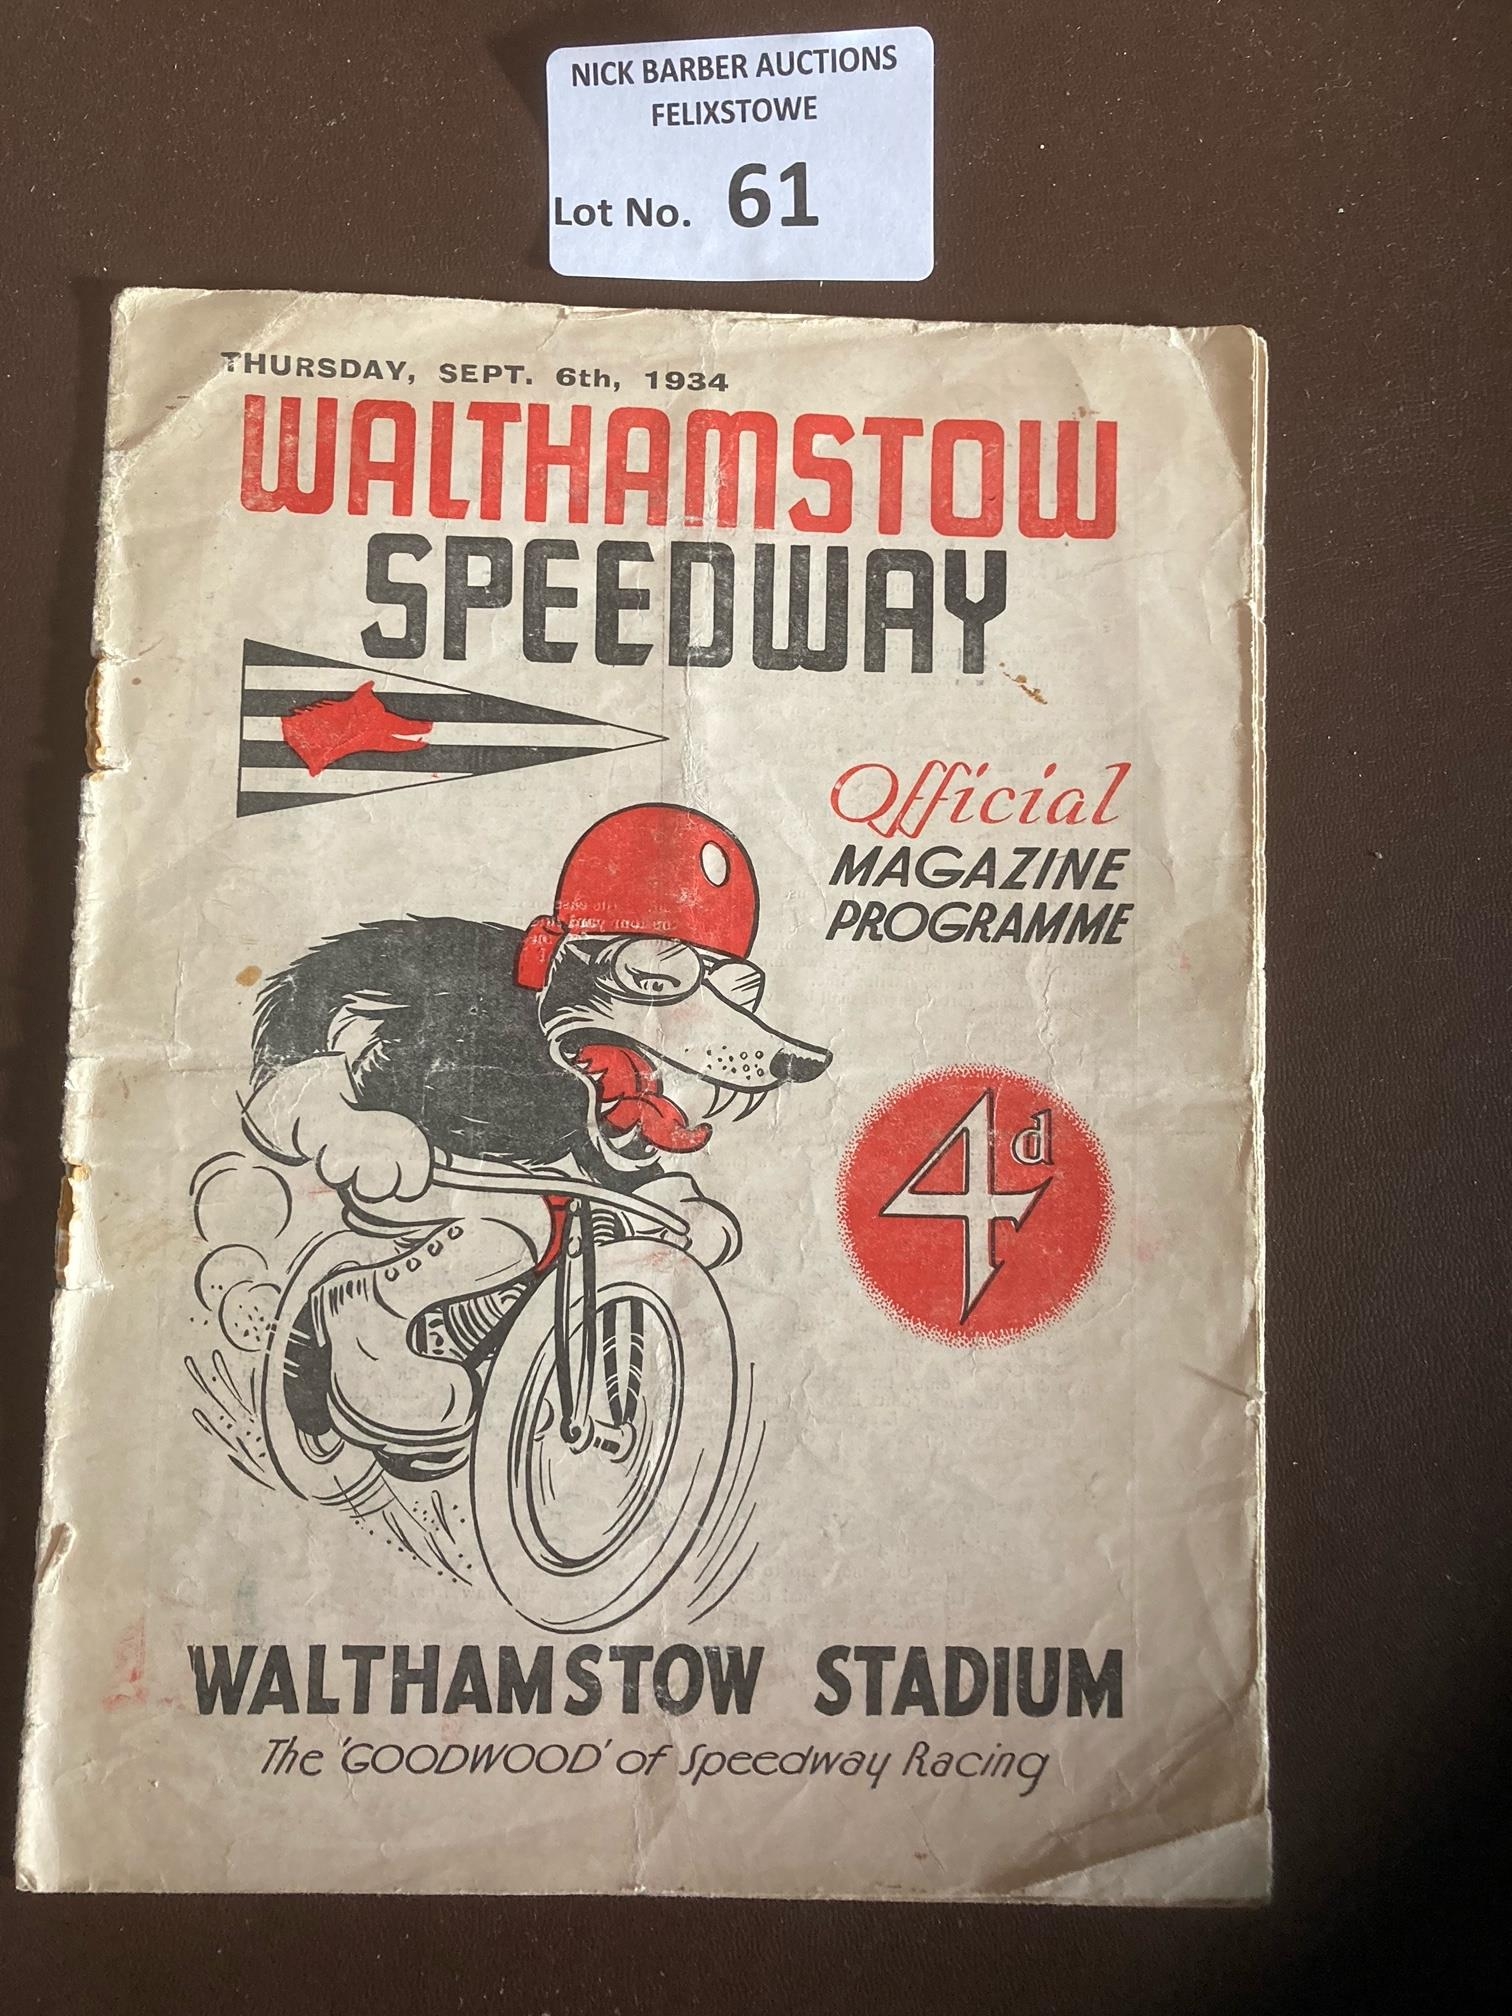 NICK BARBER AUCTIONS
FELIXSTOWE
Lot No. 61
THURSDAY, SEPT. 6th, 1934
WALTHAMSTOW
SPEEDWAY
Official
MAGAZINE
PROGRAMME
4d
WALTHAMSTOW STADIUM
The 'GOODWOOD' of Speedway Racing